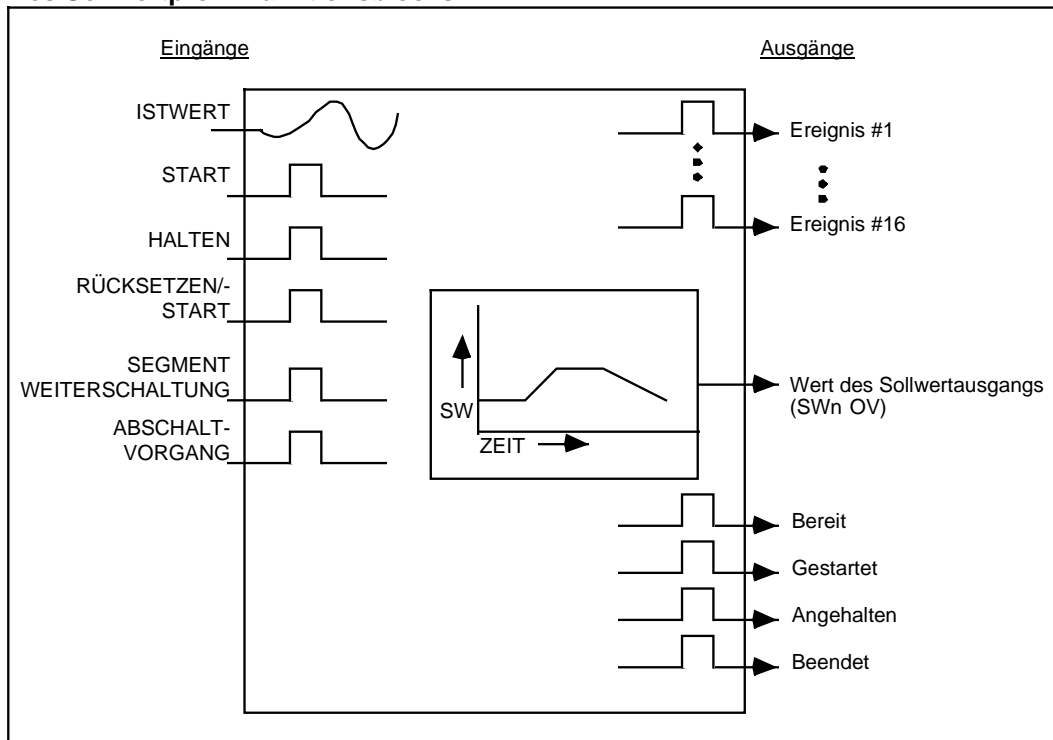 Eingänge
Ausgänge
ISTWERT
START
HALTEN
RÜCKSETZEN/-
START
SEGMENT
WEITERSCHALTUNG
ABSCHALT-
VORGANG
SW
ZEIT
Ereignis #1
Ereignis #16
Wert des Sollwertausgangs
(SWn OV)
Bereit
Gestartet
Angehalten
Beendet